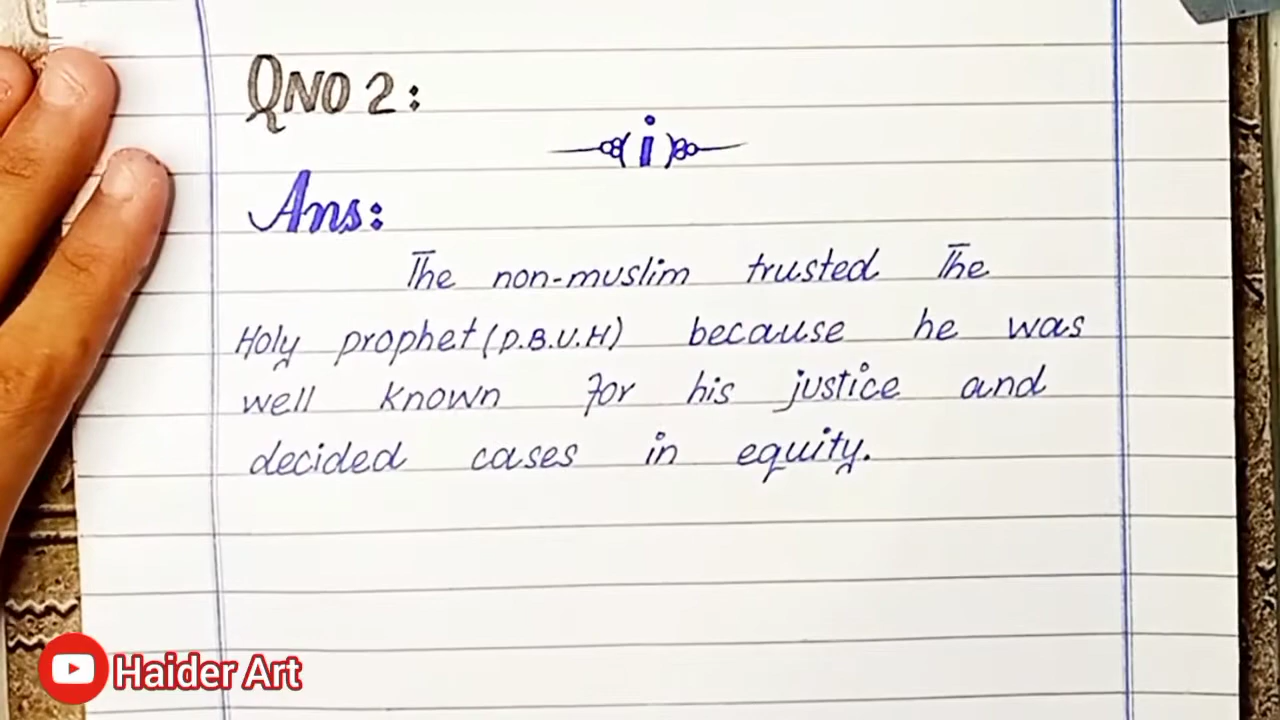 QNO 2:
(i)
Ans:
The non-muslim trusted The
Holy prophet (P.B.U.H) because he was
well known for his justice and
decided cases in equity.
Haider Art